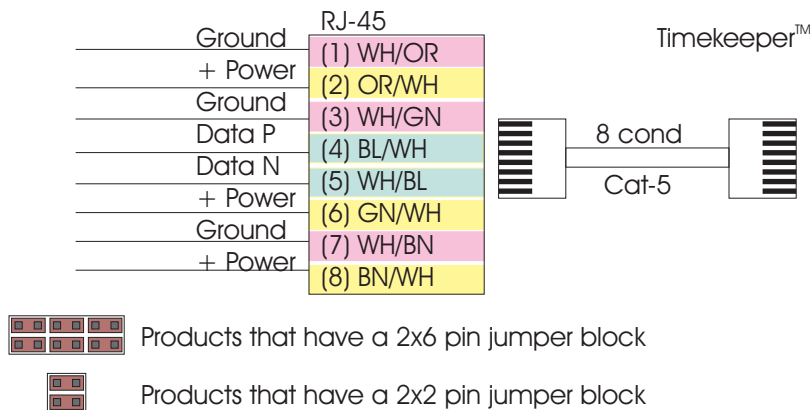 RJ-45
Timekeeper™
Ground (1) WH/OR
+ Power (2) OR/WH
Ground (3) WH/GN
Data P (4) BL/WH
Data N (5) WH/BL
+ Power (6) GN/WH
Ground (7) WH/BN
+ Power (8) BN/WH
8 cond
Cat-5
Products that have a 2x6 pin jumper block
Products that have a 2x2 pin jumper block